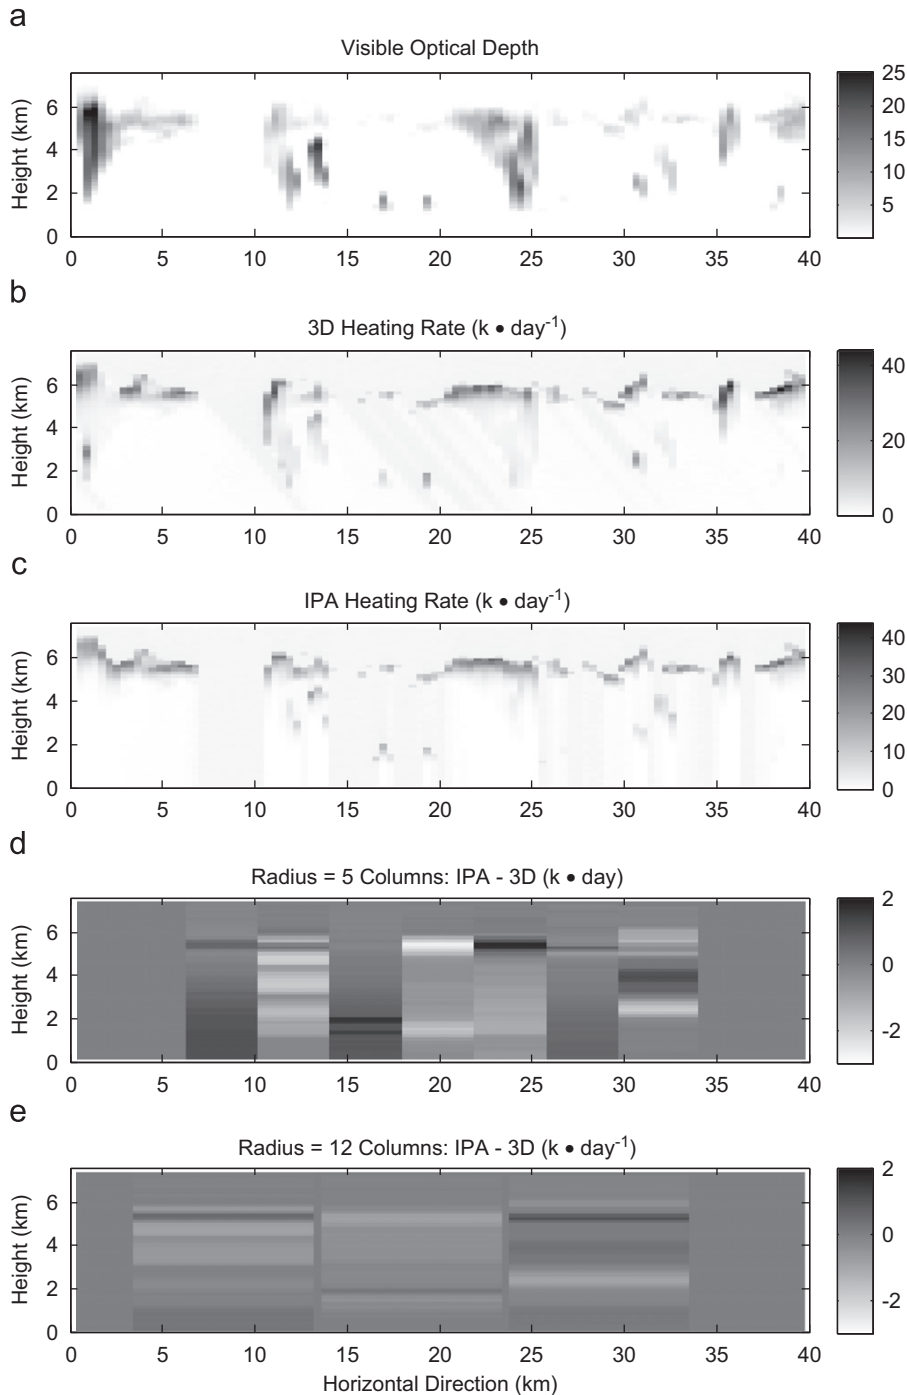 a
Visible Optical Depth
Height (km)
6
4
2
0
0 5 10 15 20 25 30 35 40
25
20
15
10
5
b
3D Heating Rate (k • day-1)
Height (km)
6
4
2
0
0 5 10 15 20 25 30 35 40
40
20
0
c
IPA Heating Rate (k • day-1)
Height (km)
6
4
2
0
0 5 10 15 20 25 30 35 40
40
30
20
10
0
d
Radius = 5 Columns: IPA - 3D (k • day)
Height (km)
6
4
2
0
0 5 10 15 20 25 30 35 40
2
0
-2
e
Radius = 12 Columns: IPA - 3D (k • day-1)
Height (km)
6
4
2
0
0 5 10 15 20 25 30 35 40
2
0
-2
Horizontal Direction (km)